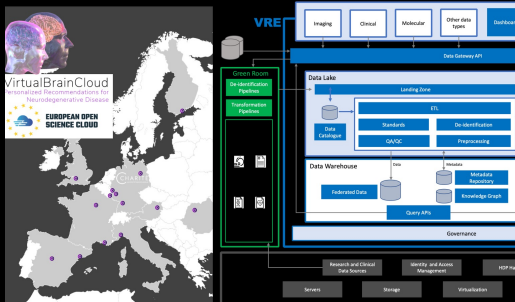 VirtualBrainCloud
Personalized Recommendations for
Neurodegenerative Disease
EUROPEAN OPEN
SCIENCE CLOUD
CHARITÉ
VRE
Imaging
Clinical
Molecular
Other data
types
Data Gateway API
Green Room
De-identification
Pipelines
Transformation
Pipelines
Data Lake
Landing Zone
ETL
Data
Catalogue
Standards
De-Identification
QA/QC
Preprocessing
Data Warehouse
Data
Metadata
Federated Data
Metadata
Repository
Knowledge Graph
Query APIs
Governance
Research and Clinical
Data Sources
Identity and Access
Management
Servers
Storage
Virtualization